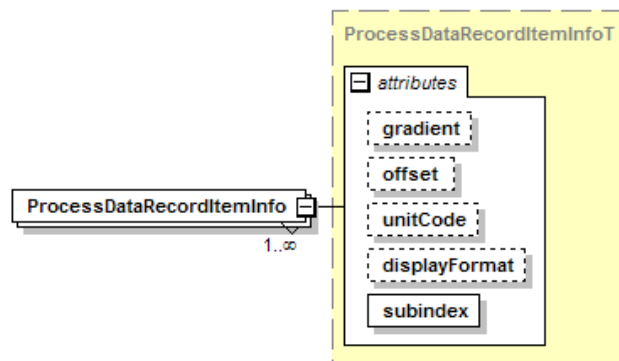 ProcessDataRecordItemInfoT
attributes
gradient
offset
unitCode
displayFormat
subindex
ProcessDataRecordItemInfo
1..∞